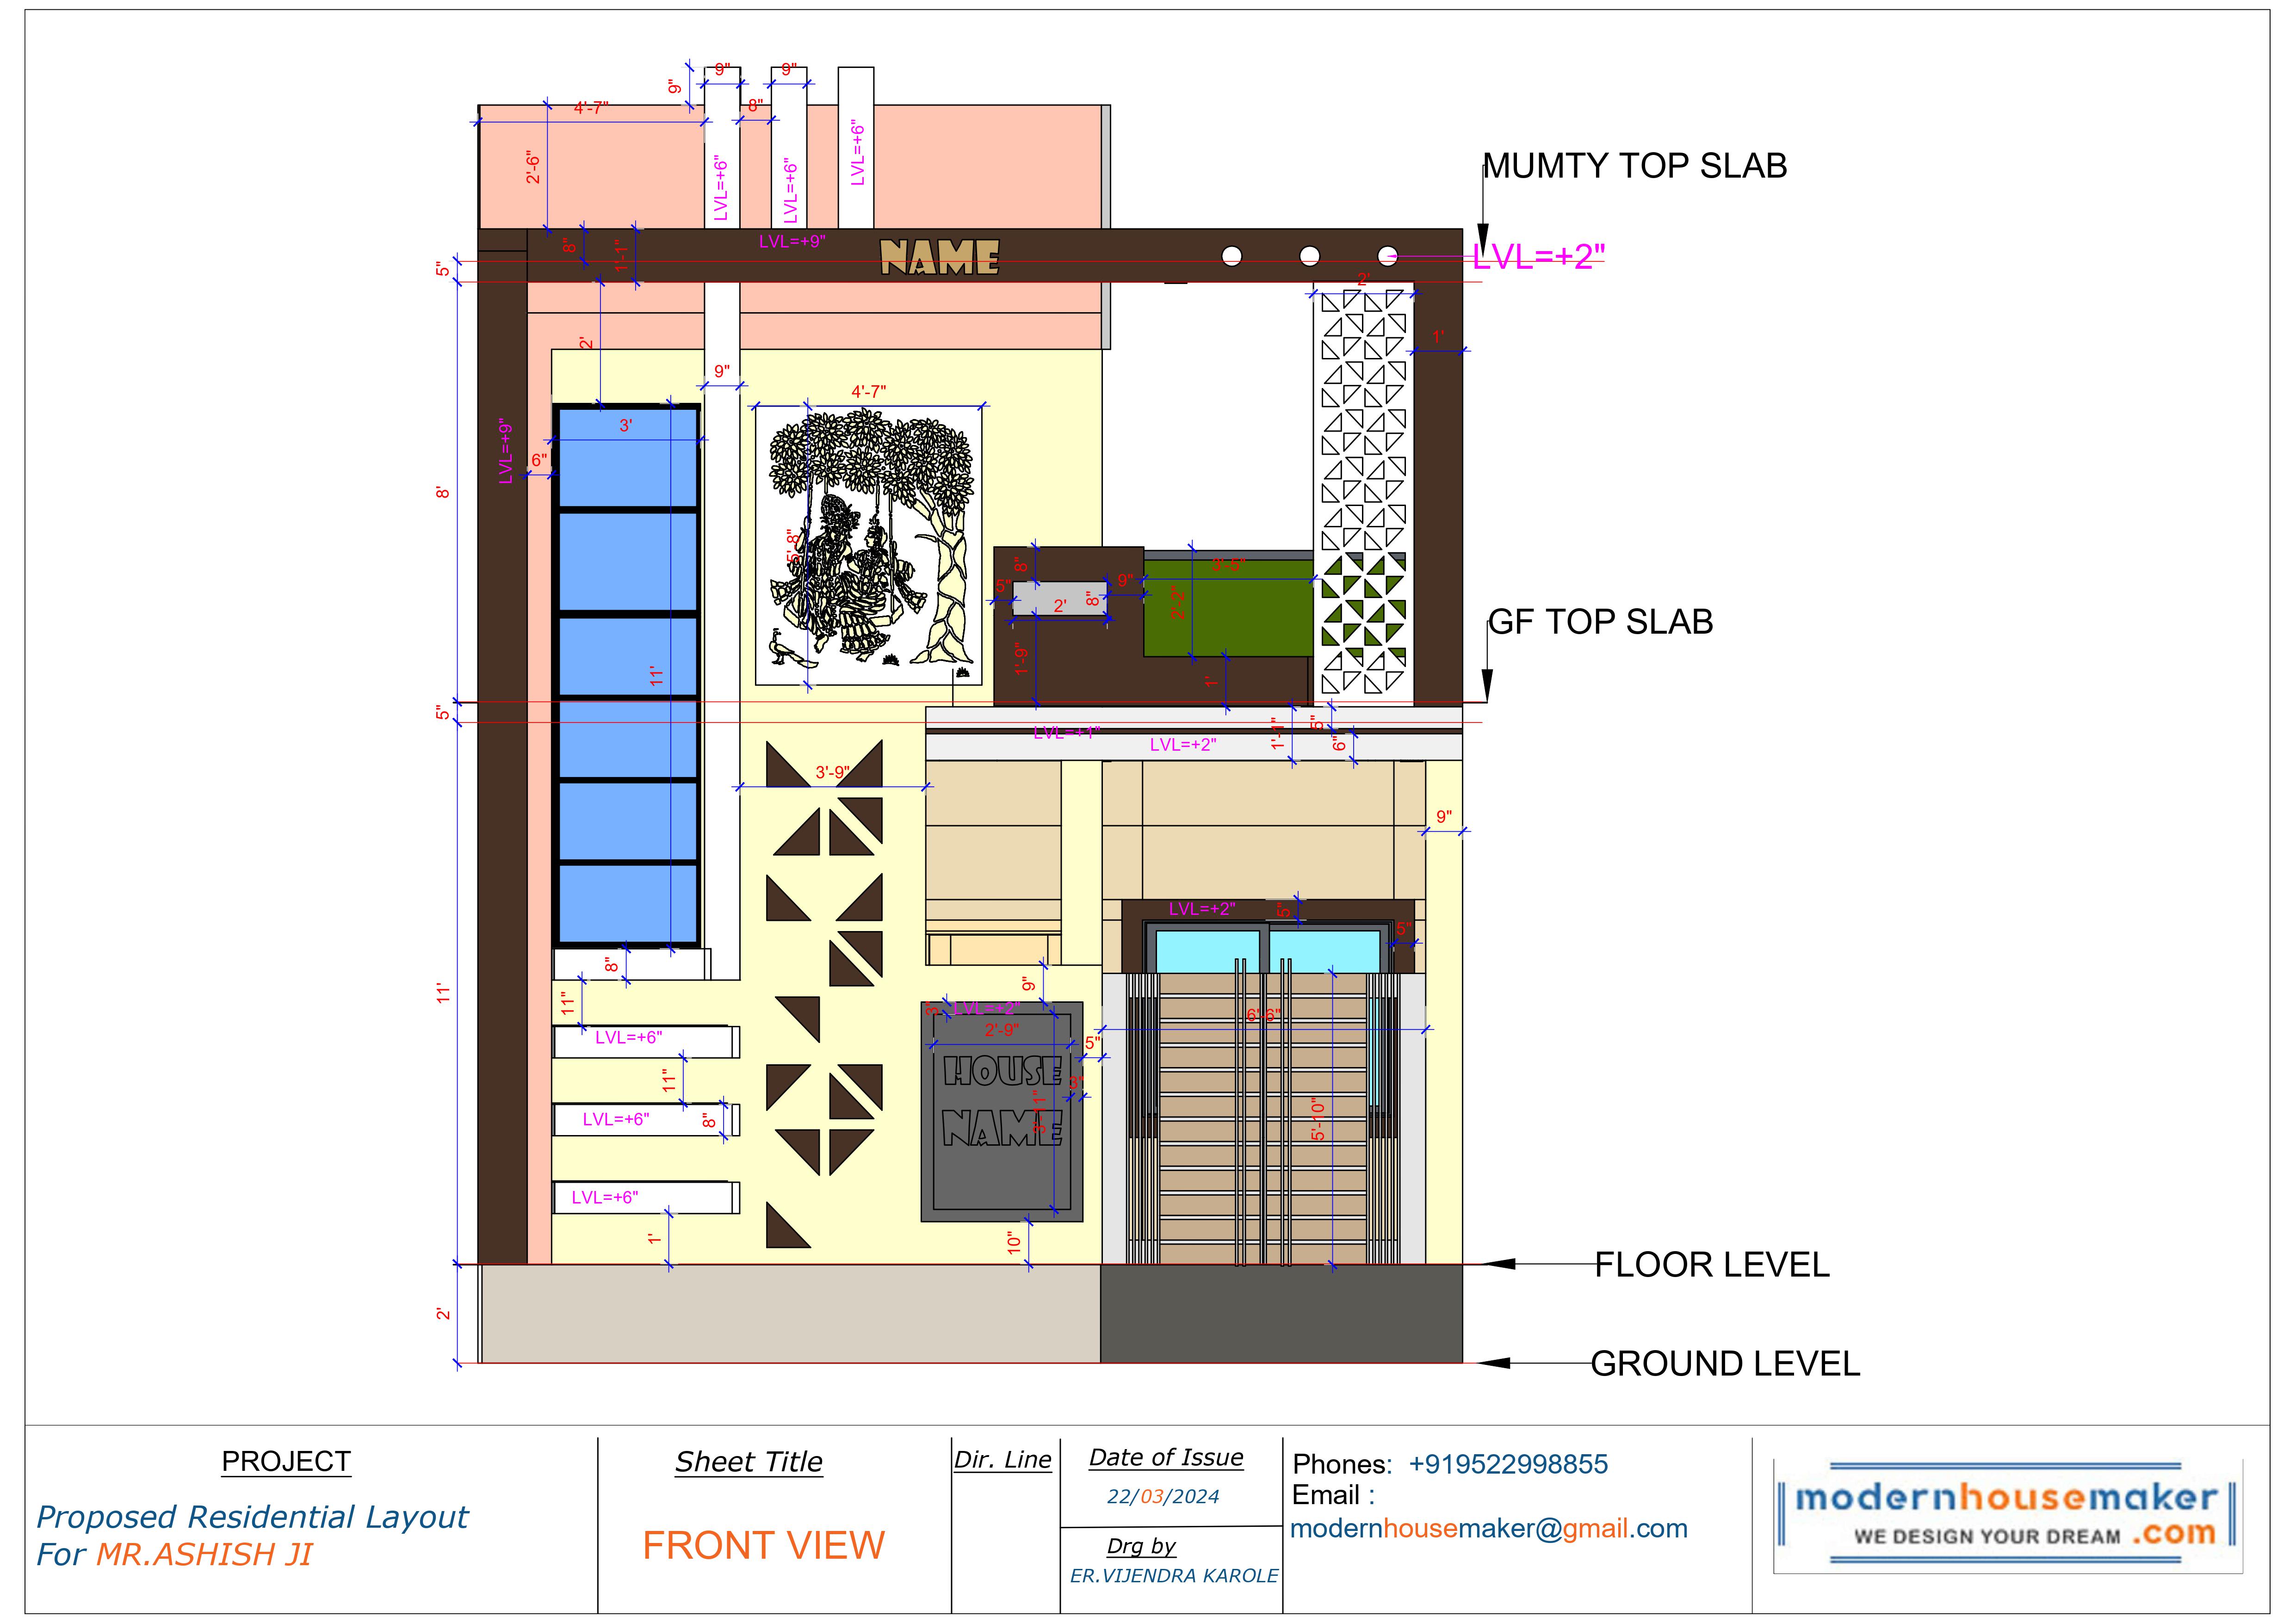 9"
9"
9"
4'-7"
8"
2'-6"
LVL=+6"
LVL=+6"
LVL=+6"
MUMTY TOP SLAB
LVL=+9"
NAME
8"
1'-1"
5"
LVL=+2"
2'
2'
1'
9"
4'-7"
3'
6"
LVL=+9"
8'
5'-8"
8"
5"
2'
8"
9"
3'-5"
2'-2"
1'-9"
1'
11'
GF TOP SLAB
5"
LVL=+1"
LVL=+2"
1'-1"
5"
6"
3'-9"
9"
LVL=+2"
5"
5"
8"
9"
11"
11'
3"
LVL=+2"
2'-9"
6'-6"
5"
LVL=+6"
HOUSE
3"
11"
NAME
3'-11"
5'-10"
LVL=+6"
8"
LVL=+6"
1'
10"
FLOOR LEVEL
2'
GROUND LEVEL
PROJECT
Proposed Residential Layout
For MR.ASHISH JI
Sheet Title
FRONT VIEW
Dir. Line
Date of Issue
22/03/2024
Drg by
ER.VIJENDRA KAROLE
Phones: +919522998855
Email :
modernhousemaker@gmail.com
modernhousemaker
WE DESIGN YOUR DREAM .com